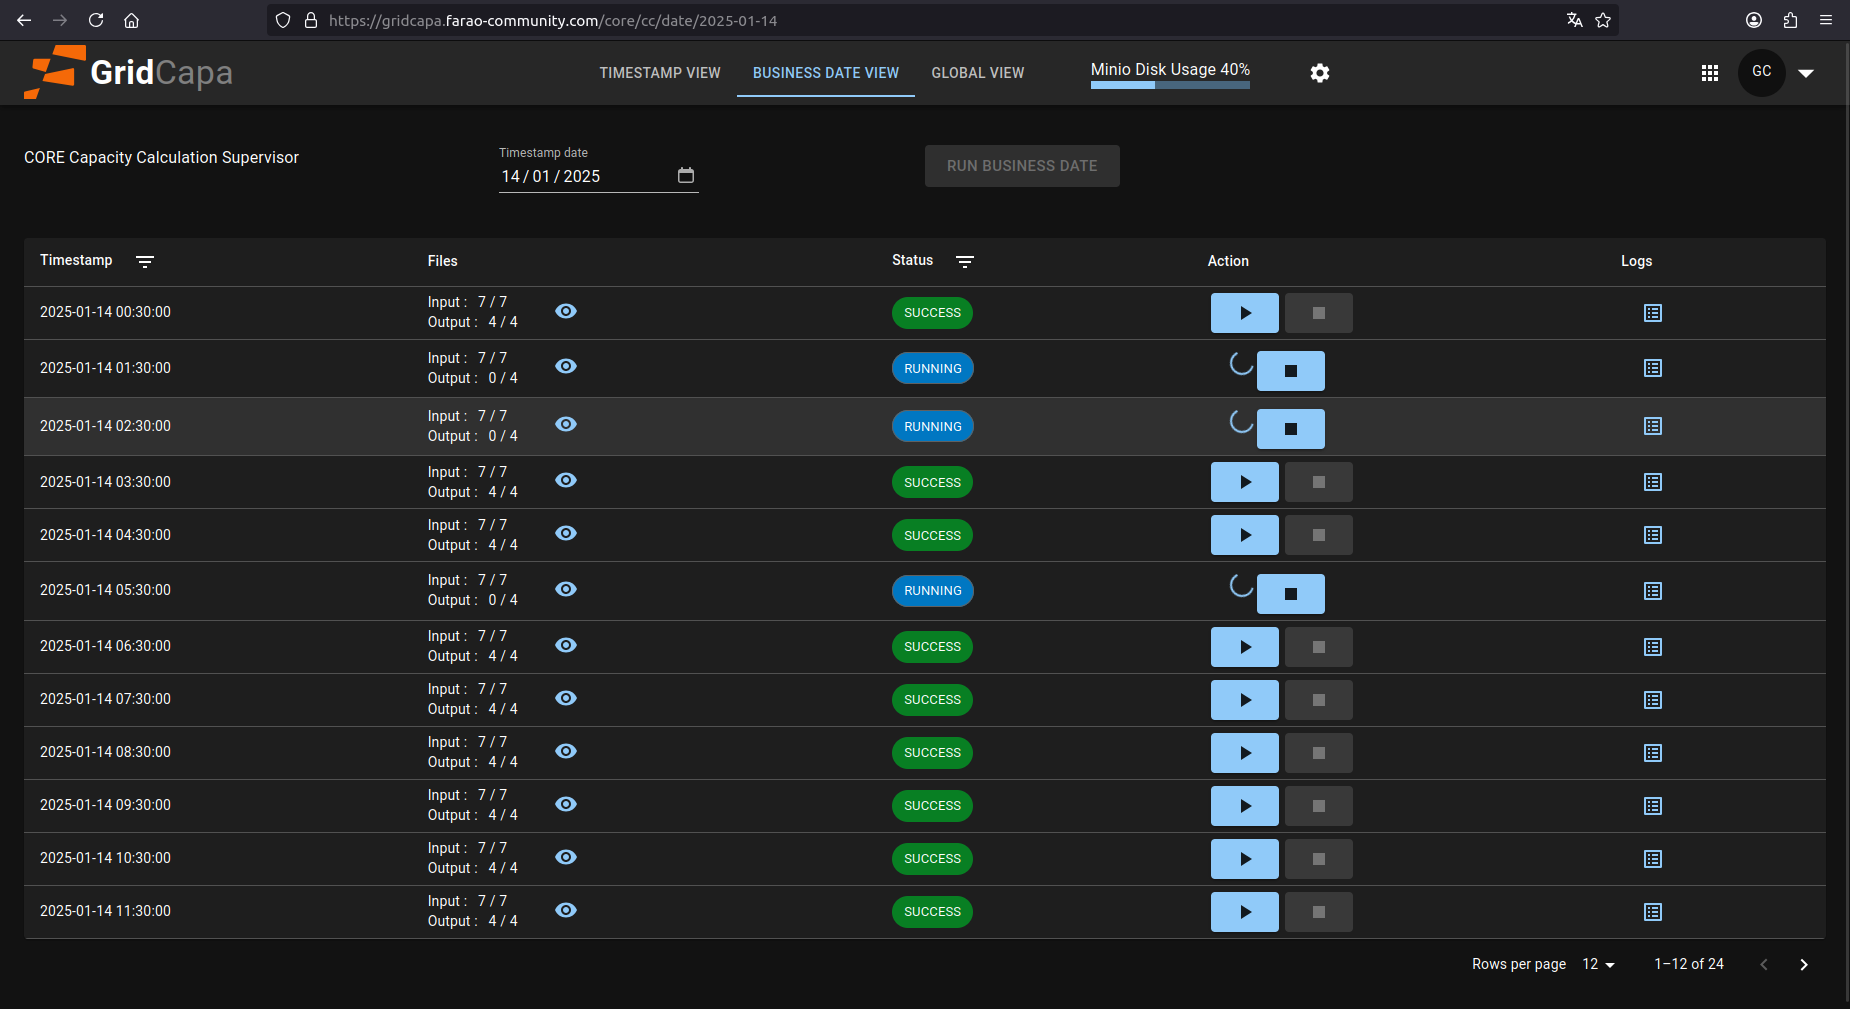 https://gridcapa.farao-community.com/core/cc/date/2025-01-14
GridCapa
TIMESTAMP VIEW
BUSINESS DATE VIEW
GLOBAL VIEW
Minio Disk Usage 40%
GC
CORE Capacity Calculation Supervisor
Timestamp date
14/01/2025
RUN BUSINESS DATE
Timestamp Files Status Action Logs
2025-01-14 00:30:00
Input : 7 / 7
Output : 4 / 4
SUCCESS
2025-01-14 01:30:00
Input : 7 / 7
Output : 0 / 4
RUNNING
2025-01-14 02:30:00
Input : 7 / 7
Output : 0 / 4
RUNNING
2025-01-14 03:30:00
Input : 7 / 7
Output : 4 / 4
SUCCESS
2025-01-14 04:30:00
Input : 7 / 7
Output : 4 / 4
SUCCESS
2025-01-14 05:30:00
Input : 7 / 7
Output : 0 / 4
RUNNING
2025-01-14 06:30:00
Input : 7 / 7
Output : 4 / 4
SUCCESS
2025-01-14 07:30:00
Input : 7 / 7
Output : 4 / 4
SUCCESS
2025-01-14 08:30:00
Input : 7 / 7
Output : 4 / 4
SUCCESS
2025-01-14 09:30:00
Input : 7 / 7
Output : 4 / 4
SUCCESS
2025-01-14 10:30:00
Input : 7 / 7
Output : 4 / 4
SUCCESS
2025-01-14 11:30:00
Input : 7 / 7
Output : 4 / 4
SUCCESS
Rows per page 12 1–12 of 24